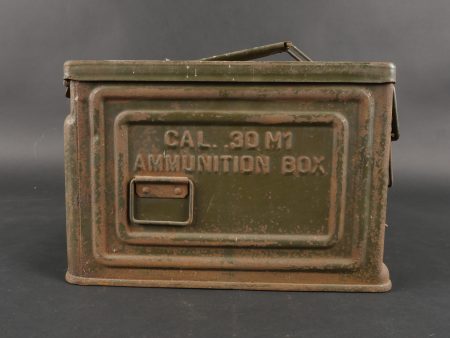 CAL. .30 M1
AMMUNITION BOX